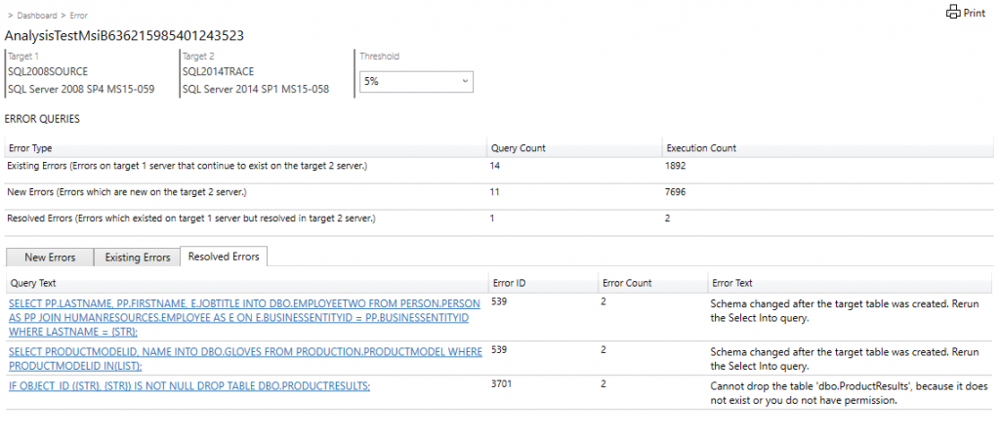 > Dashboard > Error
Print
AnalysisTestMsiB636215985401243523
Target 1
SQL2008SOURCE
SQL Server 2008 SP4 MS15-059
Target 2
SQL2014TRACE
SQL Server 2014 SP1 MS15-058
Threshold
5%
ERROR QUERIES
Error Type Query Count Execution Count
Existing Errors (Errors on target 1 server that continue to exist on the target 2 server.) 14 1892
New Errors (Errors which are new on the target 2 server.) 11 7696
Resolved Errors (Errors which existed on target 1 server but resolved in target 2 server.) 1 2
New Errors Existing Errors Resolved Errors
Query Text Error ID Error Count Error Text
SELECT PP.LASTNAME, PP.FIRSTNAME, E.JOBTITLE INTO DBO.EMPLOYEETWO FROM PERSON.PERSON
AS PP JOIN HUMANRESOURCES.EMPLOYEE AS E ON E.BUSINESSENTITYID = PP.BUSINESSENTITYID
WHERE LASTNAME = {STR};
539
2
Schema changed after the target table was created. Rerun
the Select Into query.
SELECT PRODUCTMODELID, NAME INTO DBO.GLOVES FROM PRODUCTION.PRODUCTMODEL WHERE
PRODUCTMODELID IN(LIST);
539
2
Schema changed after the target table was created. Rerun
the Select Into query.
IF OBJECT_ID ({STR}, {STR}) IS NOT NULL DROP TABLE DBO.PRODUCTRESULTS;
3701
2
Cannot drop the table 'dbo.ProductResults', because it does
not exist or you do not have permission.